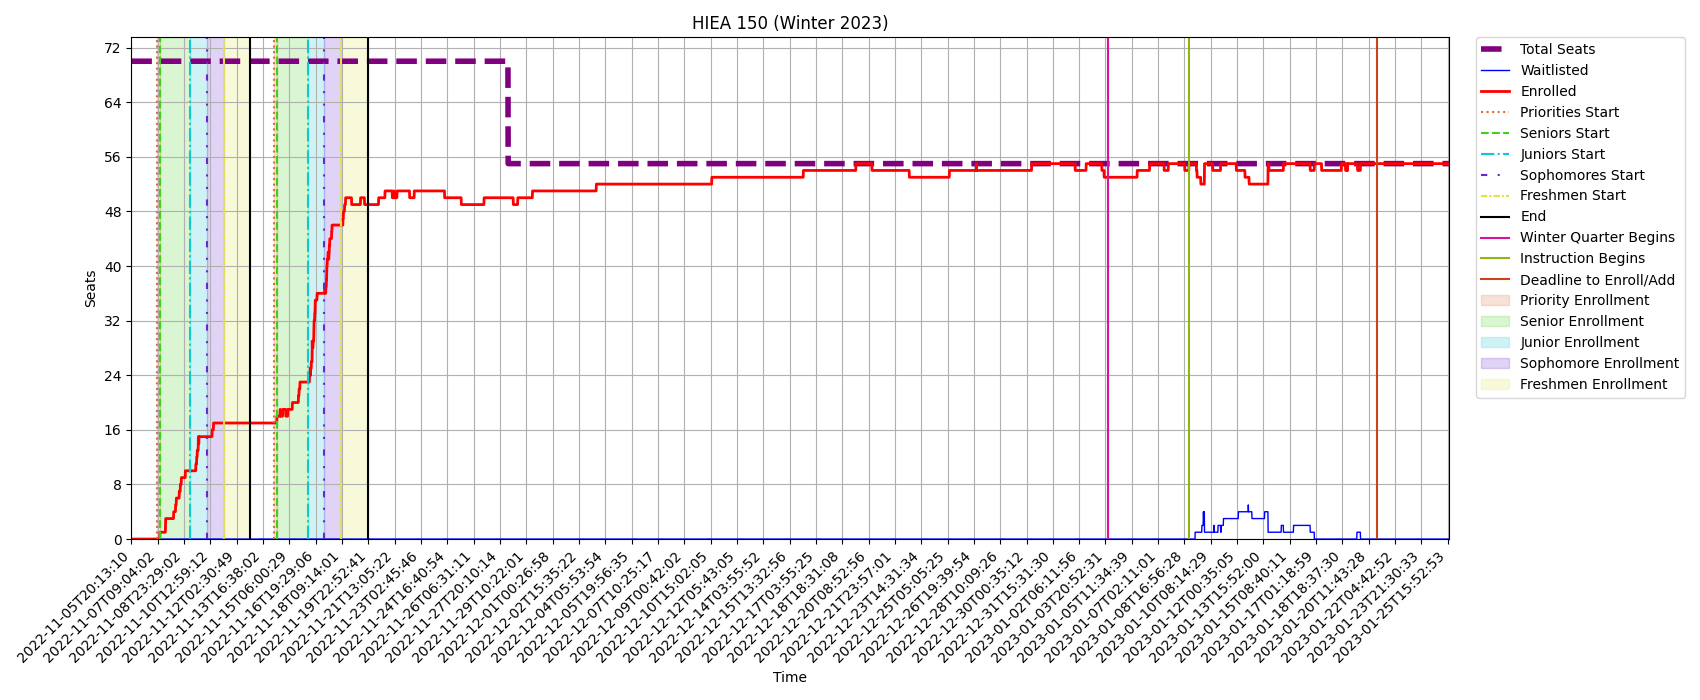 HIEA 150 (Winter 2023)
72
64
56
48
40
32
24
16
8
0
Seats
2022-11-05T20:13:10
2022-11-07T09:04:02
2022-11-08T23:29:02
2022-11-10T12:59:12
2022-11-12T02:30:49
2022-11-13T16:38:02
2022-11-15T06:00:29
2022-11-16T19:29:06
2022-11-18T09:14:01
2022-11-19T22:52:41
2022-11-21T13:05:22
2022-11-23T02:45:46
2022-11-24T16:40:54
2022-11-26T06:31:11
2022-11-27T20:10:14
2022-11-29T10:22:01
2022-12-01T00:26:58
2022-12-02T15:35:22
2022-12-04T05:53:54
2022-12-05T19:56:35
2022-12-07T10:25:17
2022-12-09T00:42:02
2022-12-10T15:02:05
2022-12-12T05:43:05
2022-12-14T03:55:52
2022-12-15T13:32:56
2022-12-17T03:55:25
2022-12-18T18:31:08
2022-12-20T08:52:56
2022-12-21T23:57:01
2022-12-23T14:31:34
2022-12-25T05:05:25
2022-12-26T19:39:54
2022-12-28T10:09:26
2022-12-30T00:35:12
2022-12-31T15:31:30
2023-01-02T06:11:56
2023-01-03T20:52:31
2023-01-05T11:34:39
2023-01-07T02:11:01
2023-01-08T16:56:28
2023-01-10T08:14:29
2023-01-12T00:35:05
2023-01-13T15:52:00
2023-01-15T08:40:11
2023-01-17T01:18:59
2023-01-18T18:37:30
2023-01-20T11:43:28
2023-01-22T04:42:52
2023-01-23T21:30:33
2023-01-25T15:52:53
Time
Total Seats
Waitlisted
Enrolled
Priorities Start
Seniors Start
Juniors Start
Sophomores Start
Freshmen Start
End
Winter Quarter Begins
Instruction Begins
Deadline to Enroll/Add
Priority Enrollment
Senior Enrollment
Junior Enrollment
Sophomore Enrollment
Freshmen Enrollment